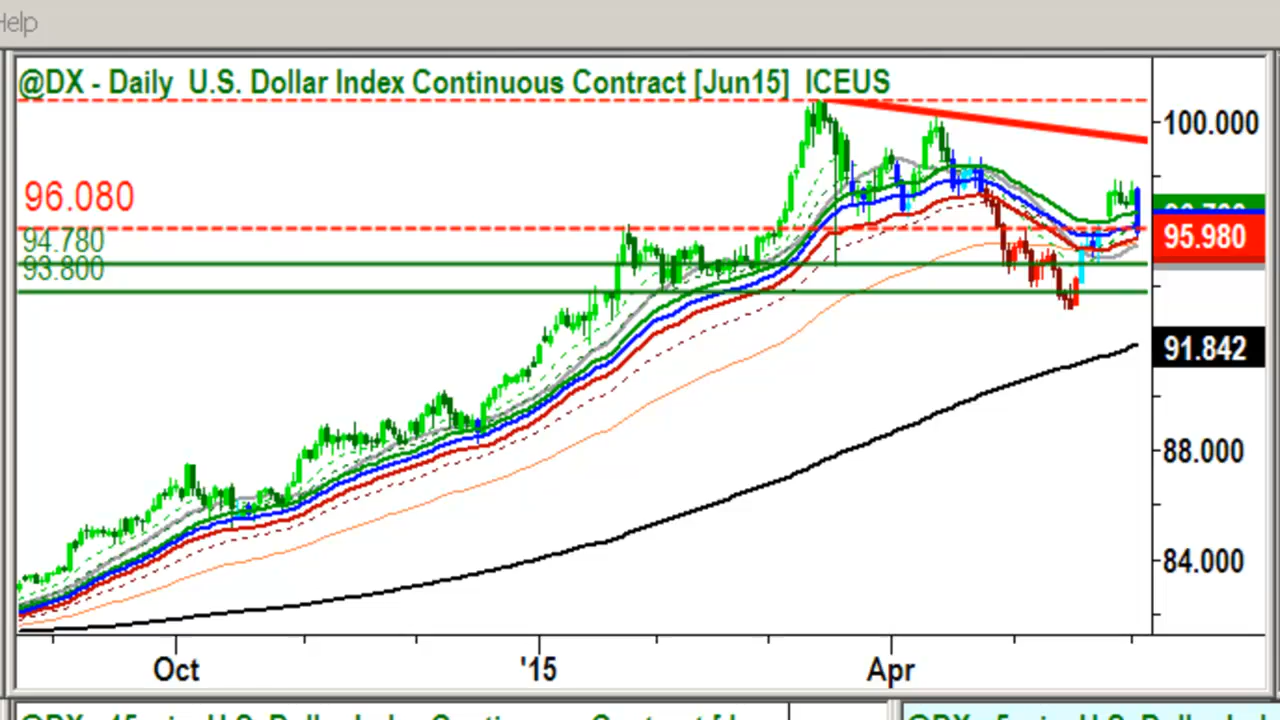 Help
@DX - Daily U.S. Dollar Index Continuous Contract [Jun15] ICEUS
100.000
96.080
95.980
94.780
93.800
91.842
88.000
84.000
Oct '15 Apr